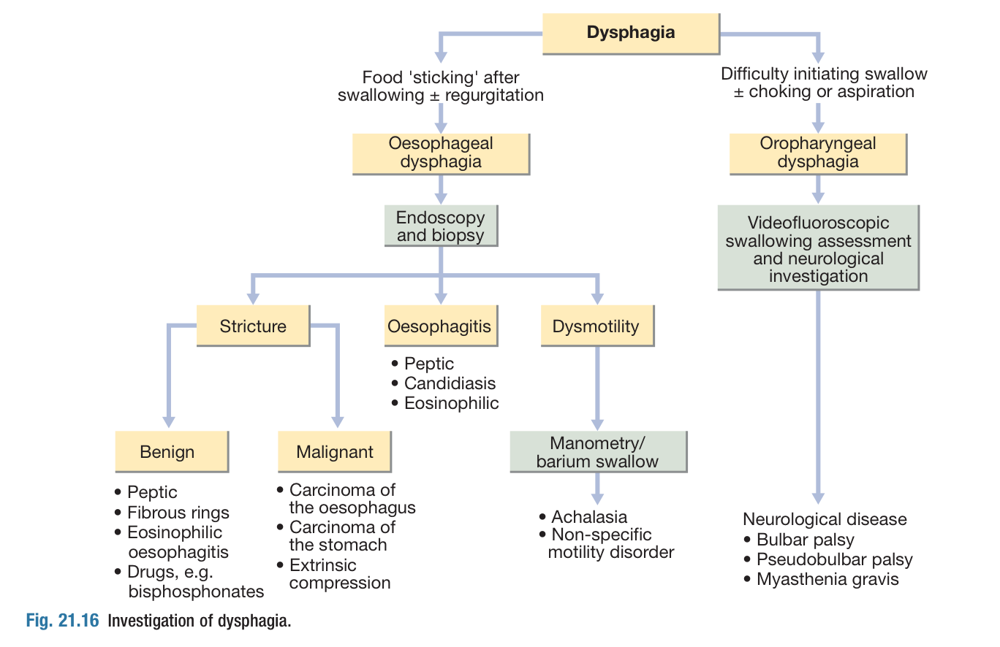 Dysphagia
Food 'sticking' after
swallowing ± regurgitation
Difficulty initiating swallow
± choking or aspiration
Oesophageal
dysphagia
Oropharyngeal
dysphagia
Endoscopy
and biopsy
Videofluoroscopic
swallowing assessment
and neurological
investigation
Stricture
Oesophagitis
• Peptic
• Candidiasis
• Eosinophilic
Dysmotility
Benign
• Peptic
• Fibrous rings
• Eosinophilic
oesophagitis
• Drugs, e.g.
bisphosphonates
Malignant
• Carcinoma of
the oesophagus
• Carcinoma of
the stomach
• Extrinsic
compression
Manometry/
barium swallow
• Achalasia
• Non-specific
motility disorder
Neurological disease
• Bulbar palsy
• Pseudobulbar palsy
• Myasthenia gravis
Fig. 21.16 Investigation of dysphagia.